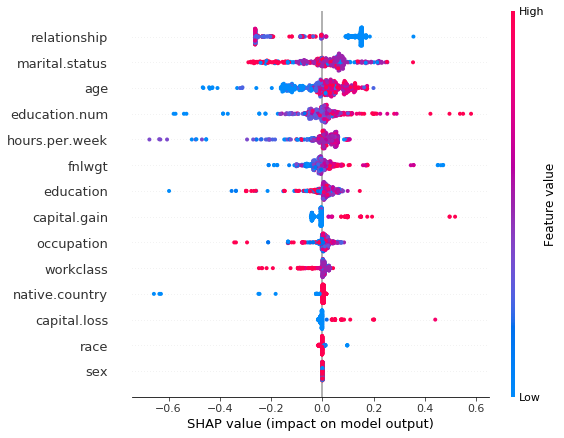 High
relationship
marital.status
age
education.num
hours.per.week
fnlwgt
education
capital.gain
occupation
workclass
native.country
capital.loss
race
sex
Feature value
Low
−0.6 −0.4 −0.2 0.0 0.2 0.4 0.6
SHAP value (impact on model output)